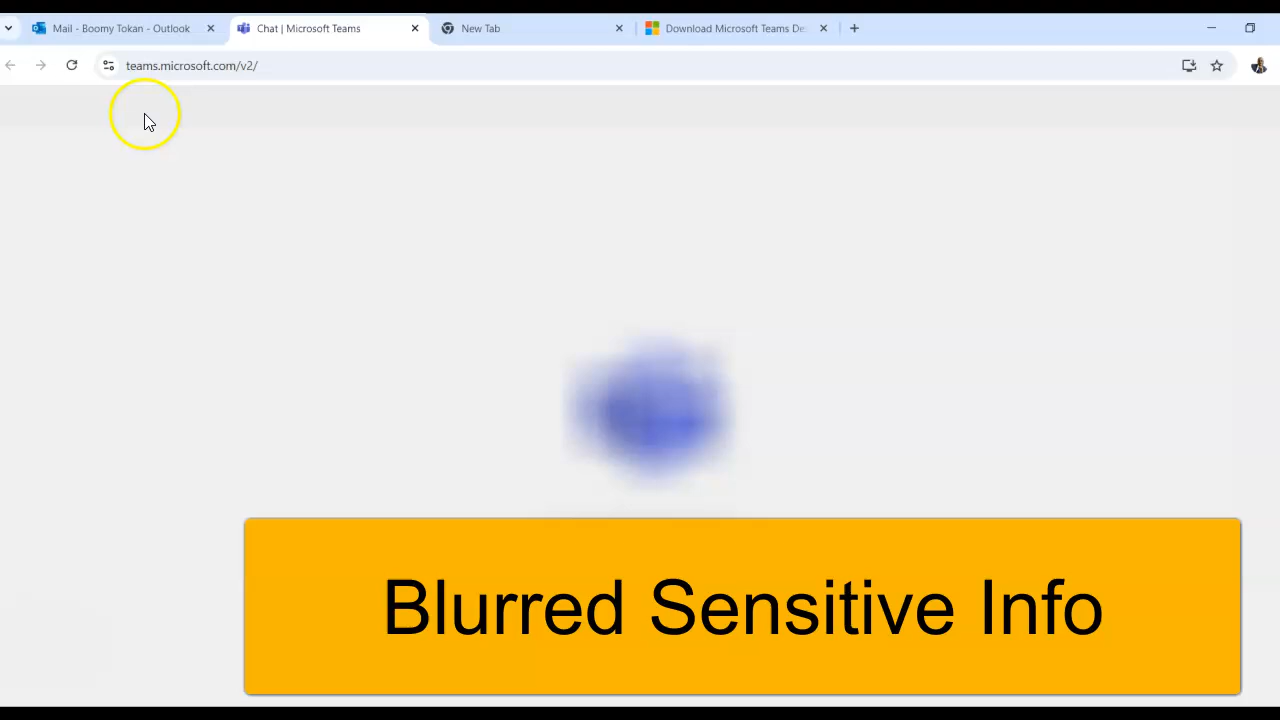 Mail - Boomy Tokan - Outlook
Chat | Microsoft Teams
New Tab
Download Microsoft Teams De
teams.microsoft.com/v2/
Blurred Sensitive Info